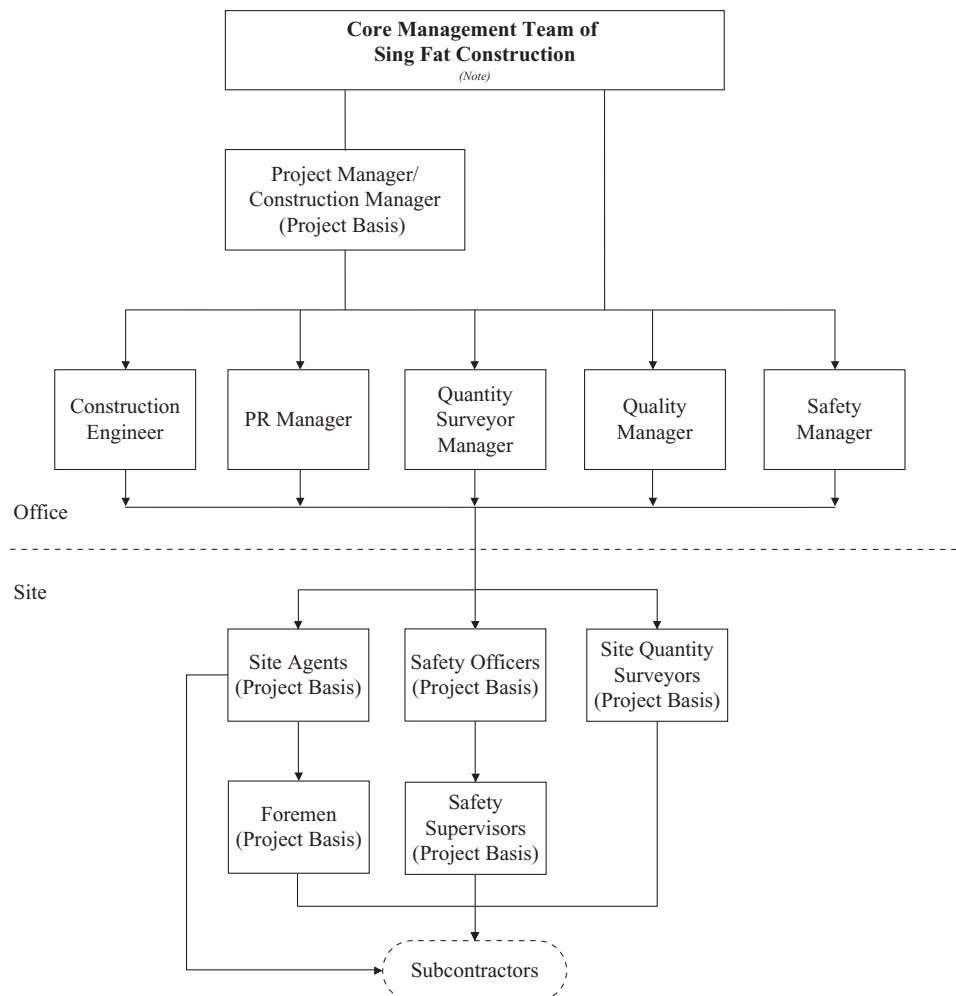 Core Management Team of
Sing Fat Construction
(Note)
Project Manager/
Construction Manager
(Project Basis)
Construction
Engineer
PR Manager
Quantity
Surveyor
Manager
Quality
Manager
Safety
Manager
Office
Site
Site Agents
(Project Basis)
Safety Officers
(Project Basis)
Site Quantity
Surveyors
(Project Basis)
Foremen
(Project Basis)
Safety
Supervisors
(Project Basis)
Subcontractors